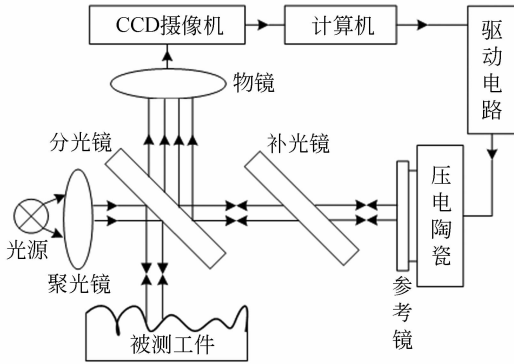 CCD摄像机
计算机
驱动电路
物镜
分光镜
补光镜
压电陶瓷
光源
聚光镜
参考镜
被测工件